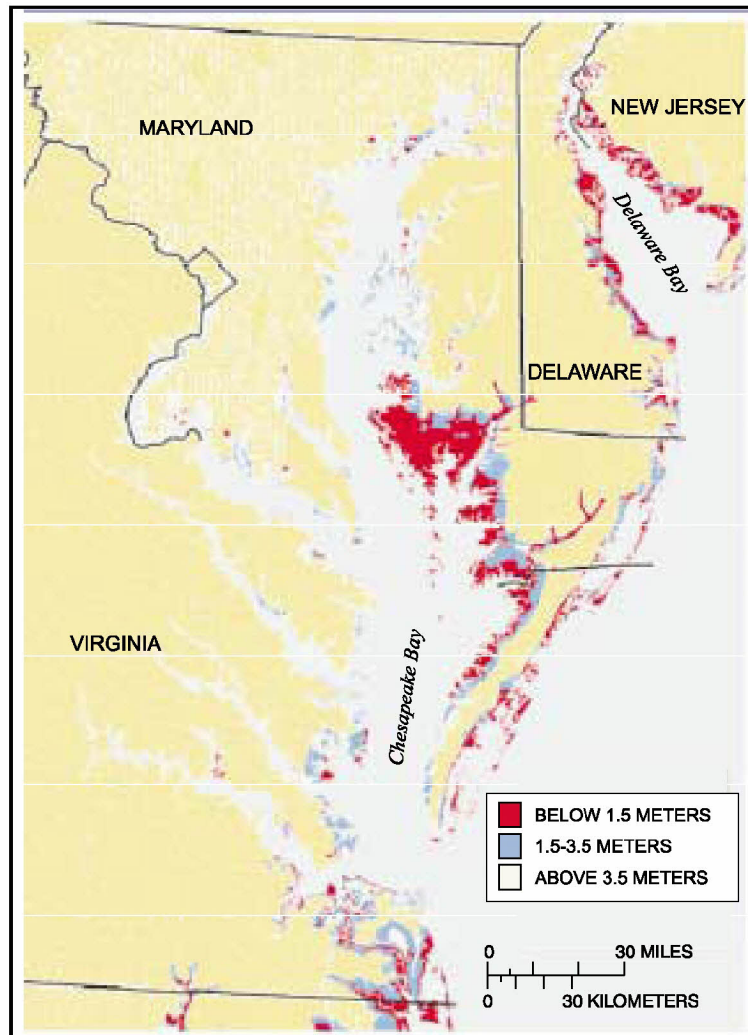 MARYLAND
NEW JERSEY
Delaware Bay
DELAWARE
VIRGINIA
Chesapeake Bay
BELOW 1.5 METERS
1.5-3.5 METERS
ABOVE 3.5 METERS
0 30 MILES
0 30 KILOMETERS